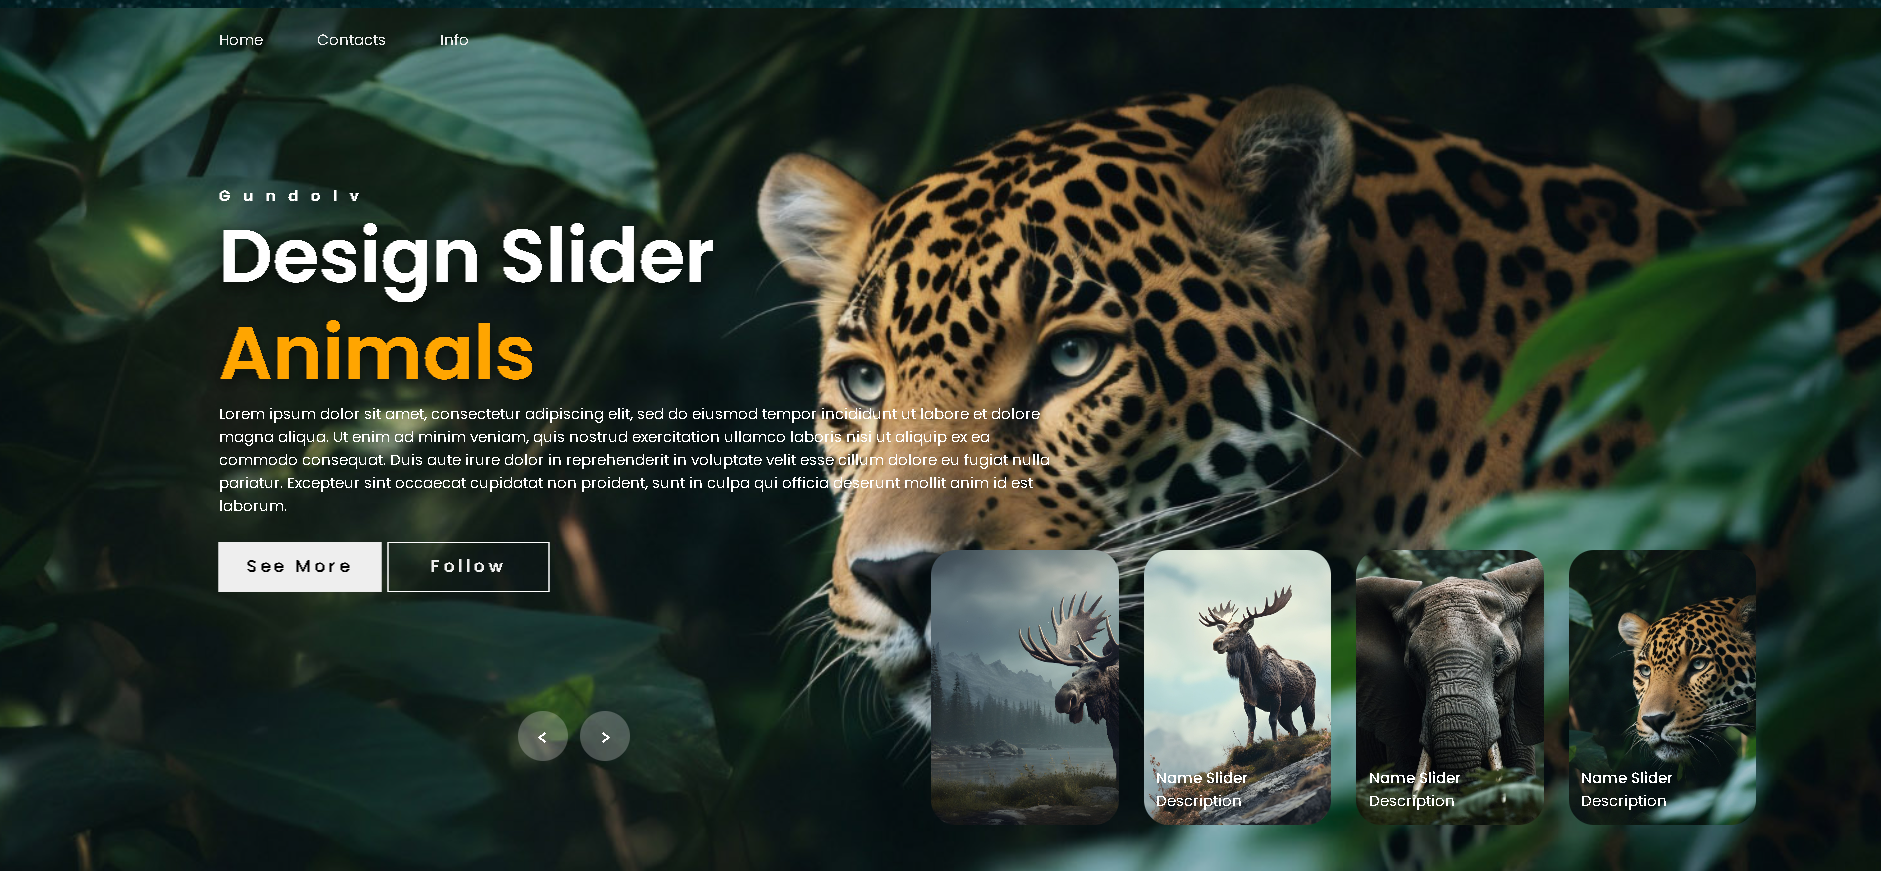 Home Contacts Info
Gundolv
Design Slider
Animals
Lorem ipsum dolor sit amet, consectetur adipiscing elit, sed do eiusmod tempor incididunt ut labore et dolore
magna aliqua. Ut enim ad minim veniam, quis nostrud exercitation ullamco laboris nisi ut aliquip ex ea
commodo consequat. Duis aute irure dolor in reprehenderit in voluptate velit esse cillum dolore eu fugiat nulla
pariatur. Excepteur sint occaecat cupidatat non proident, sunt in culpa qui officia deserunt mollit anim id est
laborum.
See More Follow
< >
Name Slider
Description
Name Slider
Description
Name Slider
Description